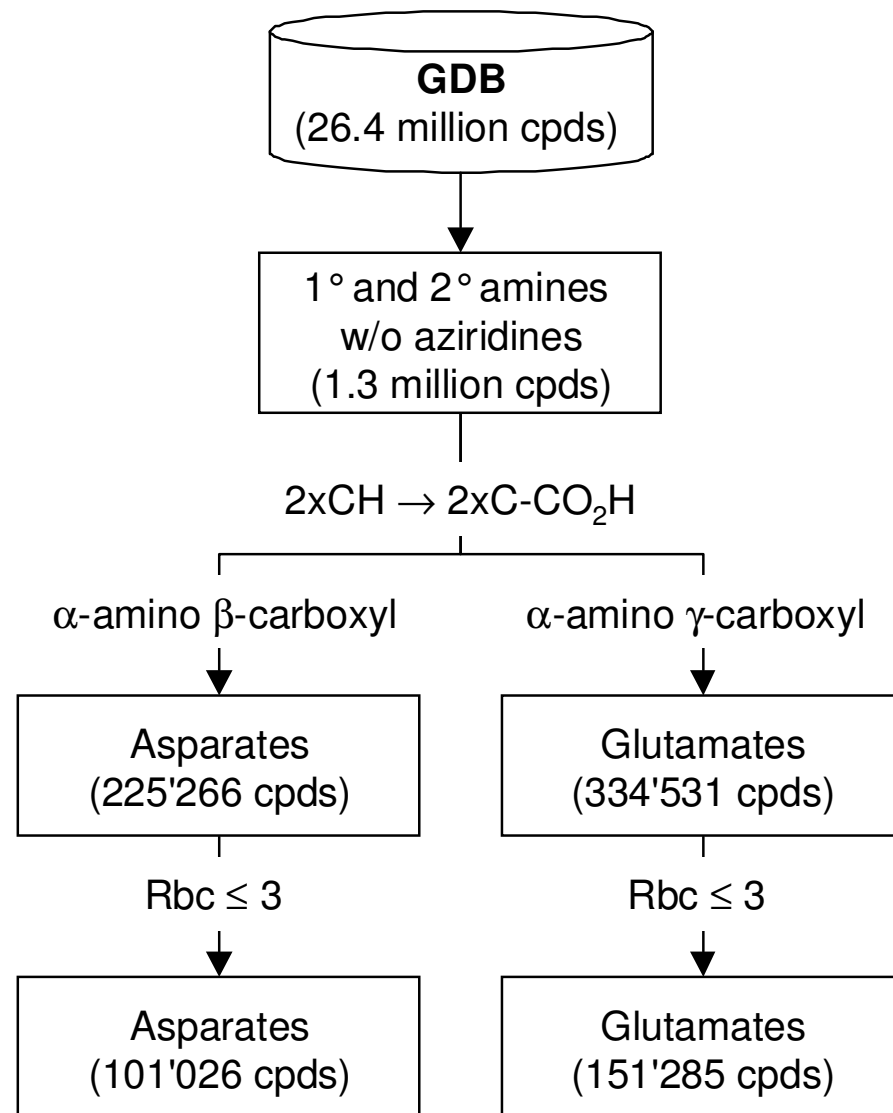 GDB
(26.4 million cpds)
1° and 2° amines
w/o aziridines
(1.3 million cpds)
2xCH → 2xC-CO₂H
α-amino β-carboxyl
α-amino γ-carboxyl
Asparates
(225'266 cpds)
Glutamates
(334'531 cpds)
Rbc ≤ 3
Rbc ≤ 3
Asparates
(101'026 cpds)
Glutamates
(151'285 cpds)